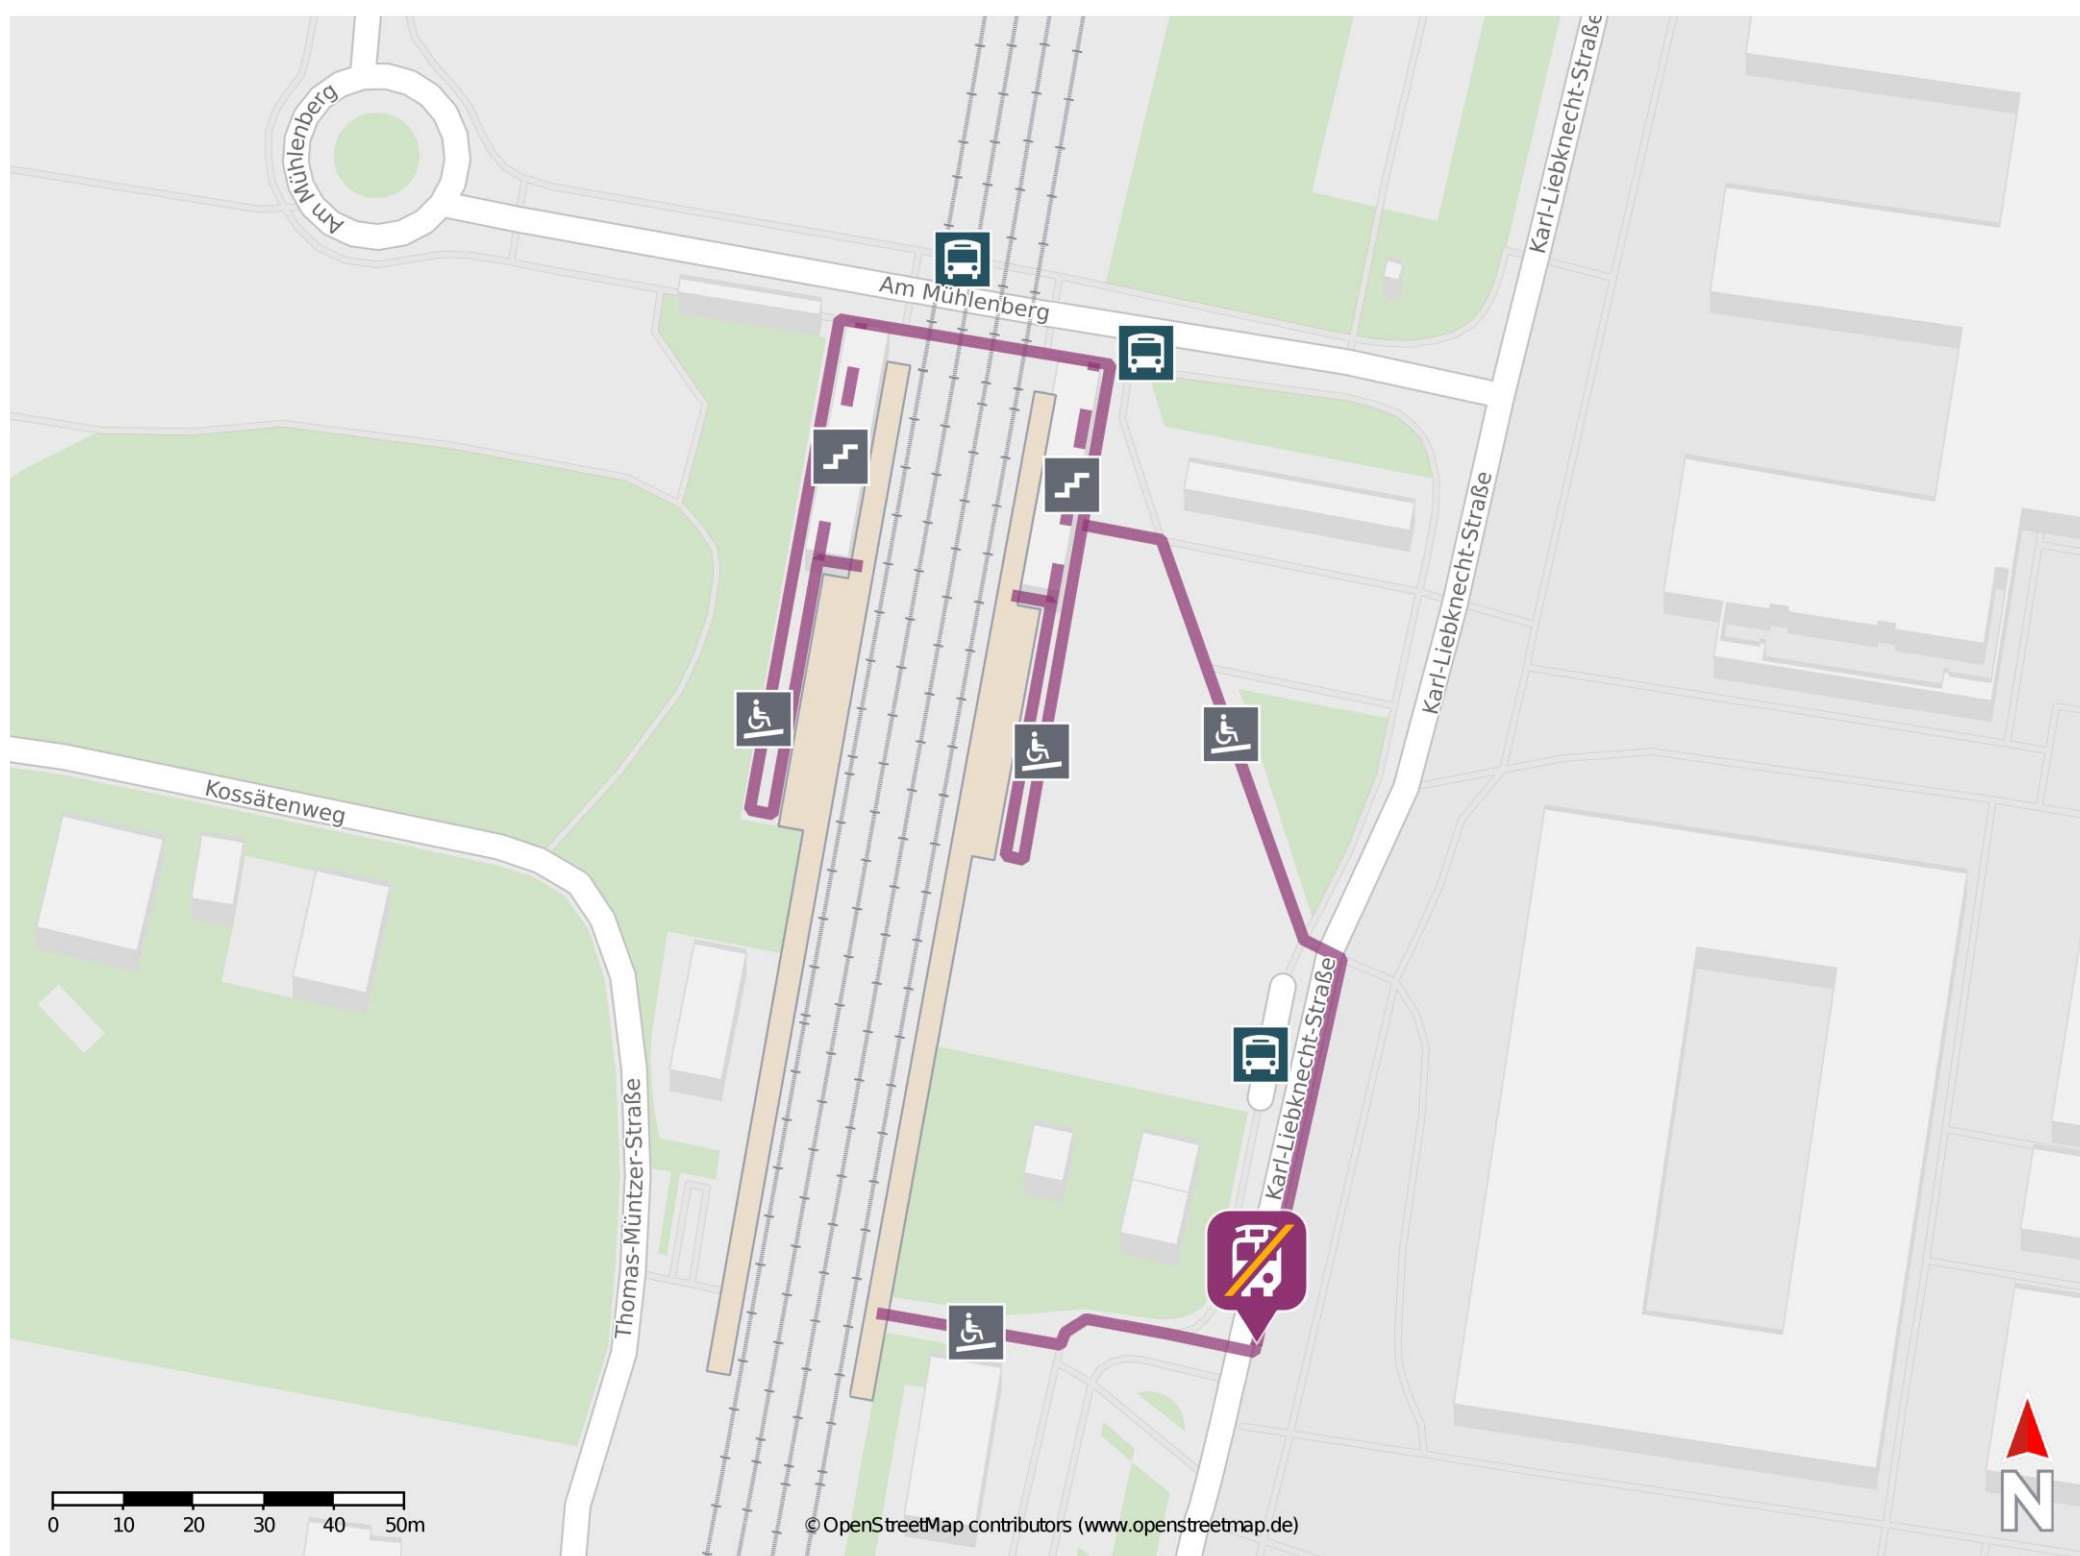 Karl-Liebknecht-Straße
Am Mühlenberg
Am Mühlenberg
Karl-Liebknecht-Straße
Kossätenweg
Karl-Liebknecht-Straße
Thomas-Müntzer-Straße
0 10 20 30 40 50m
© OpenStreetMap contributors (www.openstreetmap.de)
N